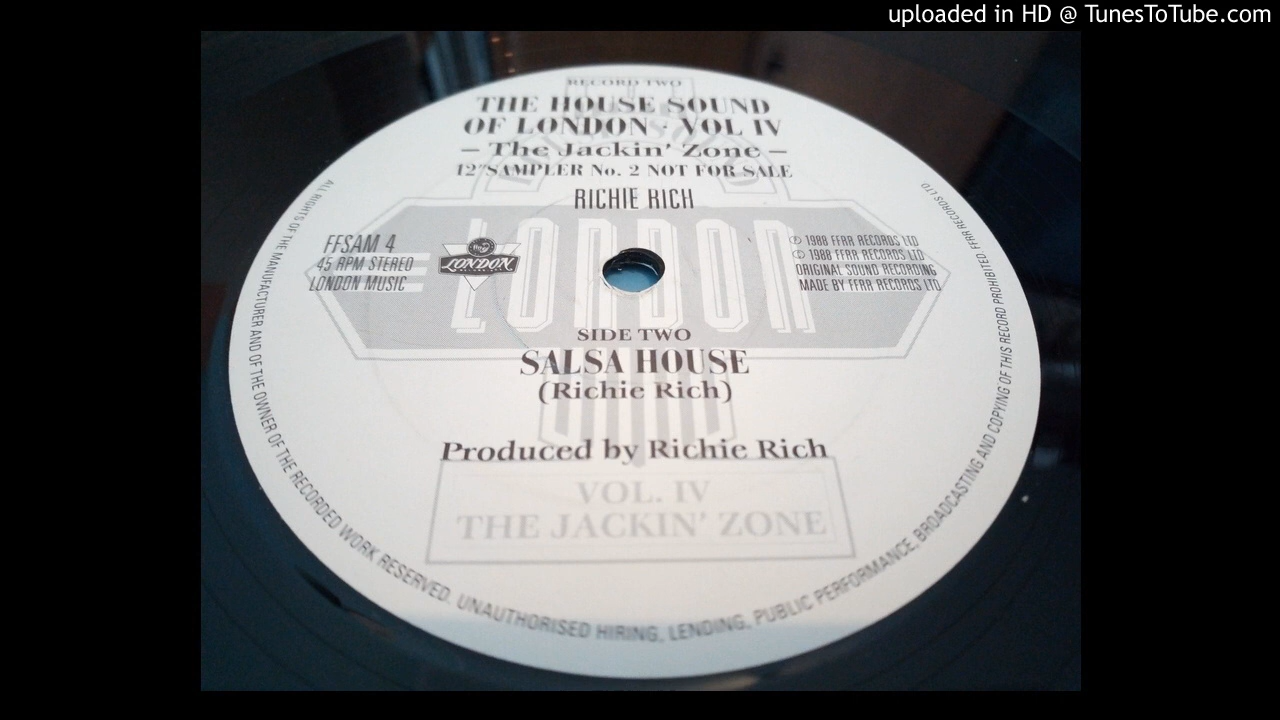 uploaded in HD @ TunesToTube.com
RECORD TWO
THE HOUSE SOUND
OF LONDON - VOL IV
– The Jackin' Zone –
12" SAMPLER No. 2 NOT FOR SALE
RICHIE RICH
FFSAM 4
45 RPM STEREO
LONDON MUSIC
LONDON
LONDON
℗ 1988 FFRR RECORDS LTD
© 1988 FFRR RECORDS LTD
ORIGINAL SOUND RECORDING
MADE BY FFRR RECORDS LTD
SIDE TWO
SALSA HOUSE
(Richie Rich)
Produced by Richie Rich
VOL. IV
THE JACKIN' ZONE
ALL RIGHTS OF THE MANUFACTURER AND OF THE OWNER OF THE RECORDED WORK RESERVED. UNAUTHORISED HIRING, LENDING, PUBLIC PERFORMANCE, BROADCASTING AND COPYING OF THIS RECORD PROHIBITED. FFRR RECORDS LTD.